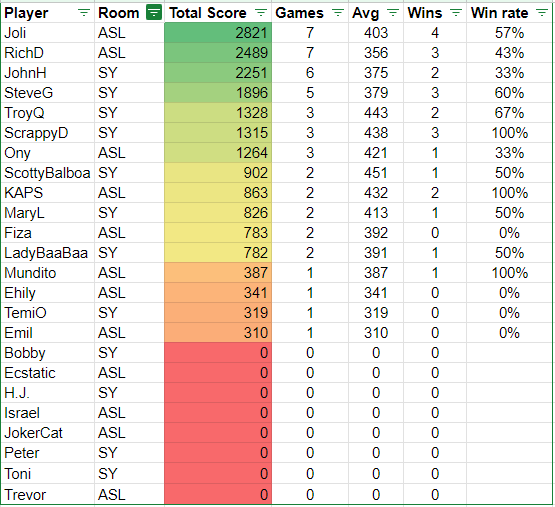 Player Room Total Score Games Avg Wins Win rate
Joli ASL 2821 7 403 4 57%
RichD ASL 2489 7 356 3 43%
JohnH SY 2251 6 375 2 33%
SteveG SY 1896 5 379 3 60%
TroyQ SY 1328 3 443 2 67%
ScrappyD SY 1315 3 438 3 100%
Ony ASL 1264 3 421 1 33%
ScottyBalboa SY 902 2 451 1 50%
KAPS ASL 863 2 432 2 100%
MaryL SY 826 2 413 1 50%
Fiza ASL 783 2 392 0 0%
LadyBaaBaa SY 782 2 391 1 50%
Mundito ASL 387 1 387 1 100%
Ehily ASL 341 1 341 0 0%
TemiO SY 319 1 319 0 0%
Emil ASL 310 1 310 0 0%
Bobby SY 0 0 0 0
Ecstatic ASL 0 0 0 0
H.J. SY 0 0 0 0
Israel ASL 0 0 0 0
JokerCat ASL 0 0 0 0
Peter SY 0 0 0 0
Toni SY 0 0 0 0
Trevor ASL 0 0 0 0